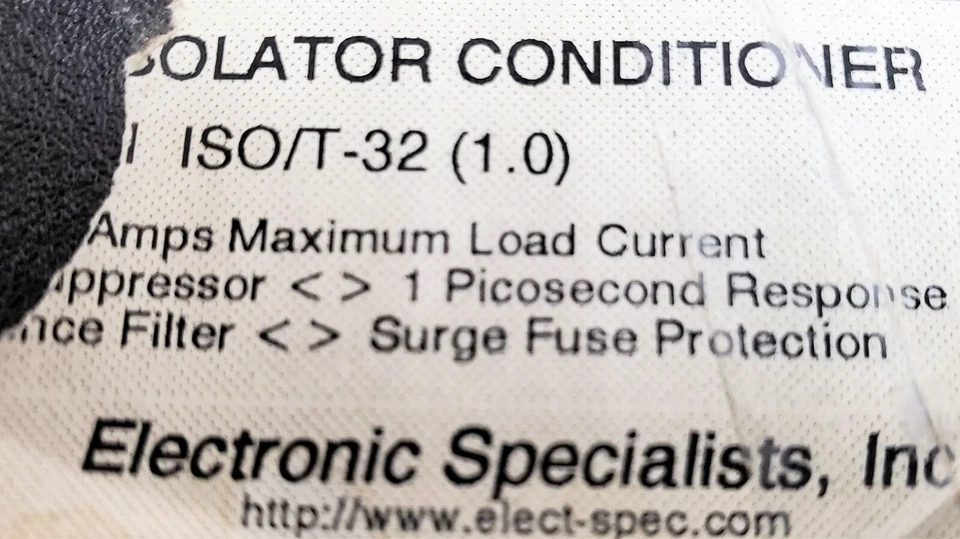 SOLATOR CONDITIONER
ISO/T-32 (1.0)
Amps Maximum Load Current
uppressor < > 1 Picosecond Response
nce Filter < > Surge Fuse Protection
Electronic Specialists, Inc
http://www.elect-spec.com